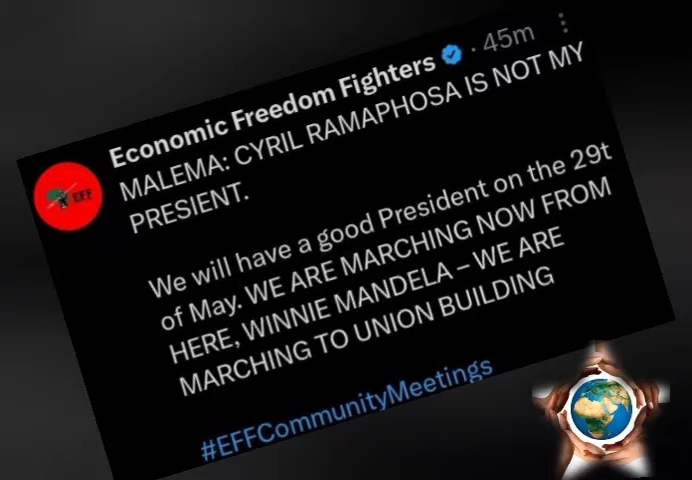 Economic Freedom Fighters · 45m
MALEMA: CYRIL RAMAPHOSA IS NOT MY
PRESIENT.
EFF
We will have a good President on the 29t
of May. WE ARE MARCHING NOW FROM
HERE, WINNIE MANDELA – WE ARE
MARCHING TO UNION BUILDING
#EFFCommunityMeetings